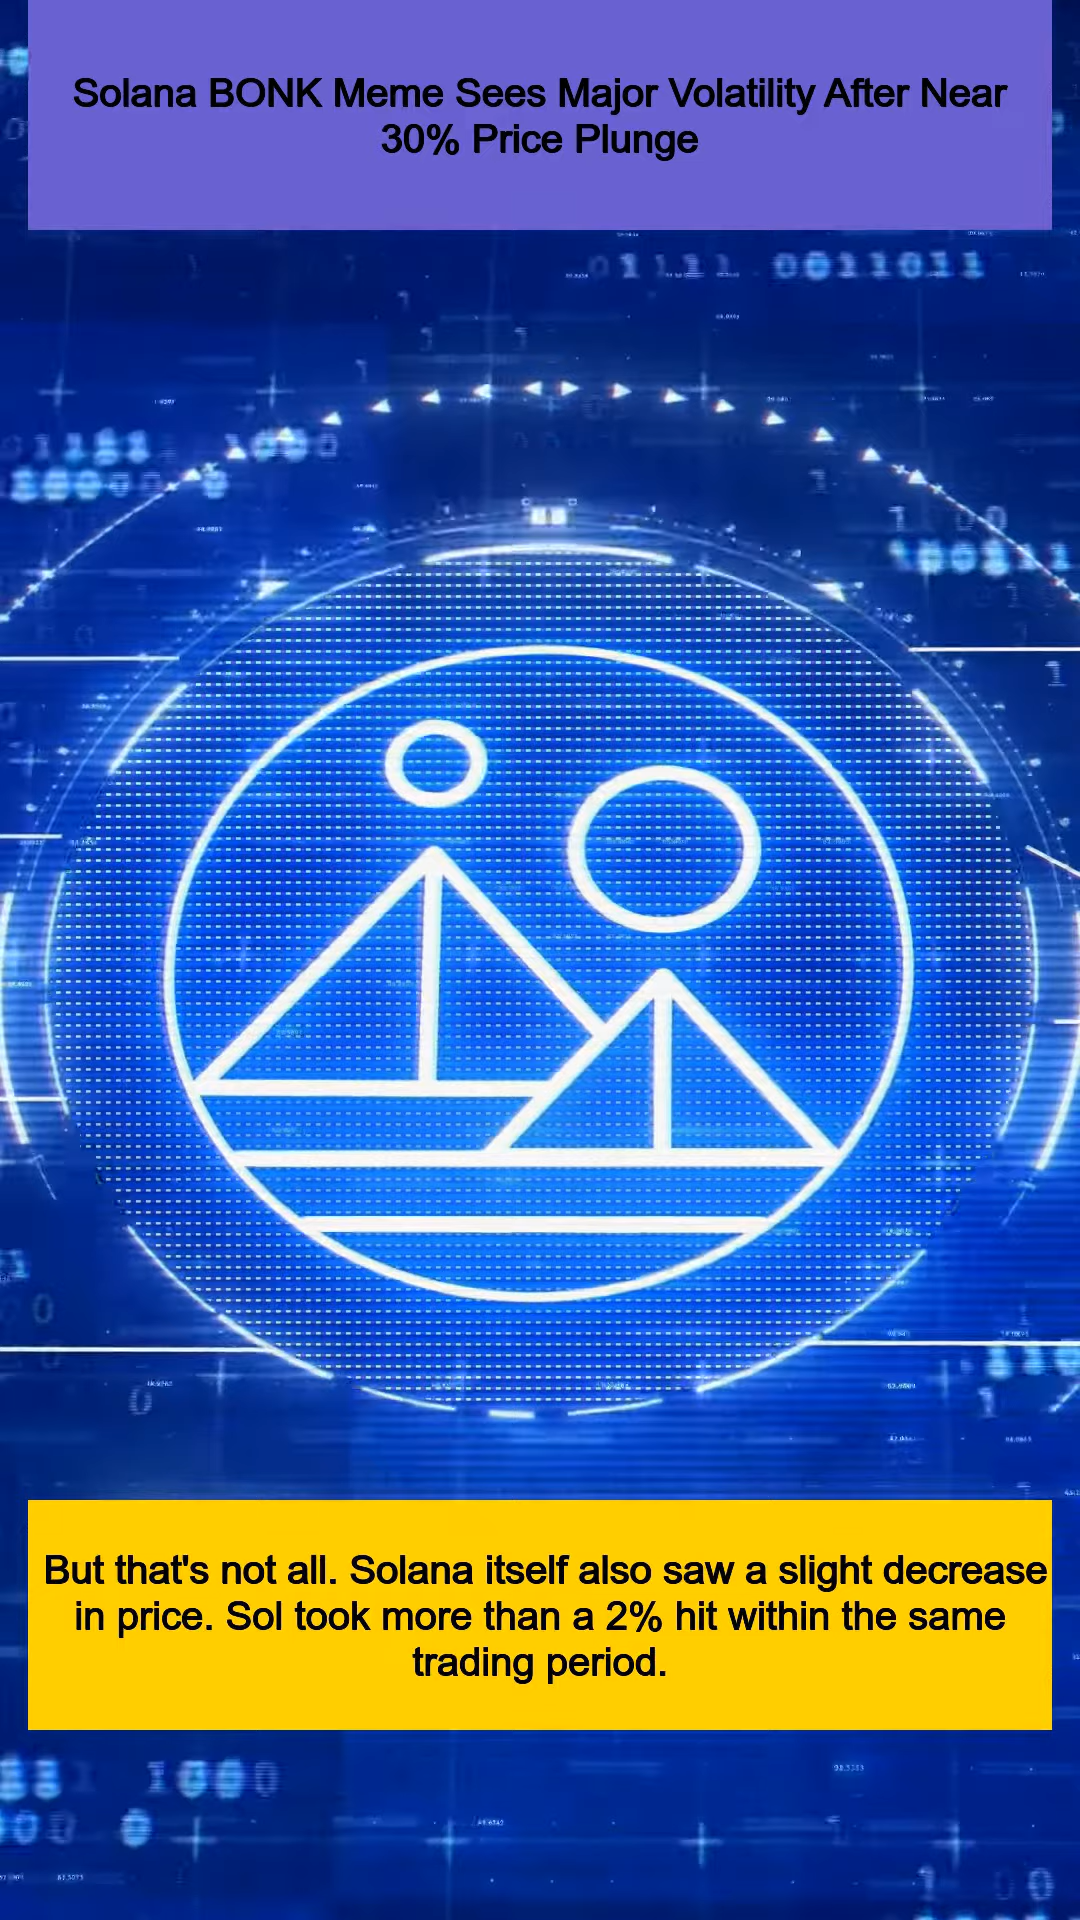 Solana BONK Meme Sees Major Volatility After Near
30% Price Plunge
0011011
But that's not all. Solana itself also saw a slight decrease
in price. Sol took more than a 2% hit within the same
trading period.